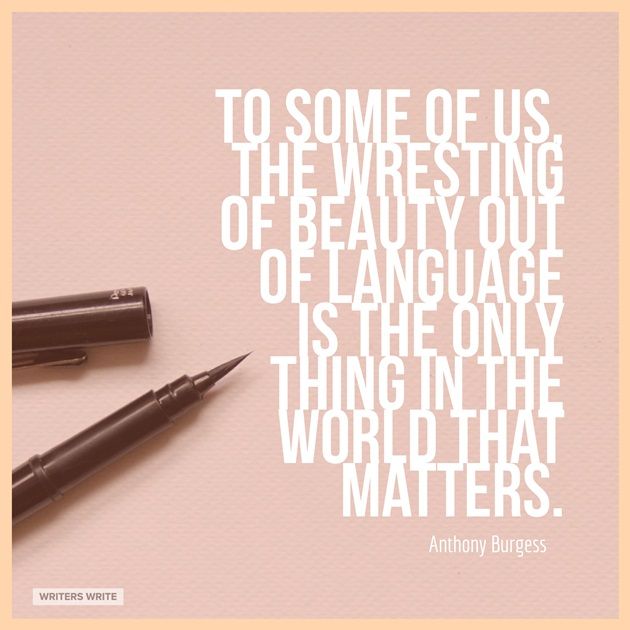 TO SOME OF US,
THE WRESTING
OF BEAUTY OUT
OF LANGUAGE
IS THE ONLY
THING IN THE
WORLD THAT
MATTERS.
Anthony Burgess
WRITERS WRITE